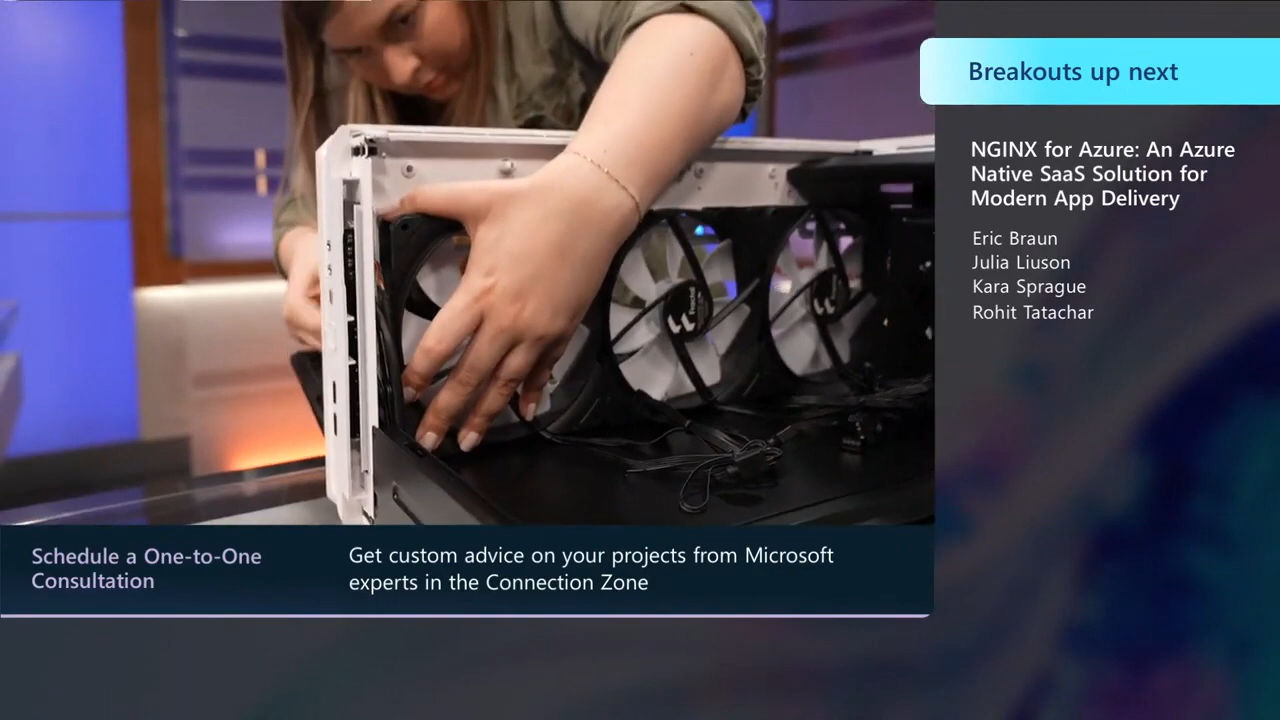 Breakouts up next
NGINX for Azure: An Azure
Native SaaS Solution for
Modern App Delivery
Eric Braun
Julia Liuson
Kara Sprague
Rohit Tatachar
Schedule a One-to-One
Consultation
Get custom advice on your projects from Microsoft
experts in the Connection Zone